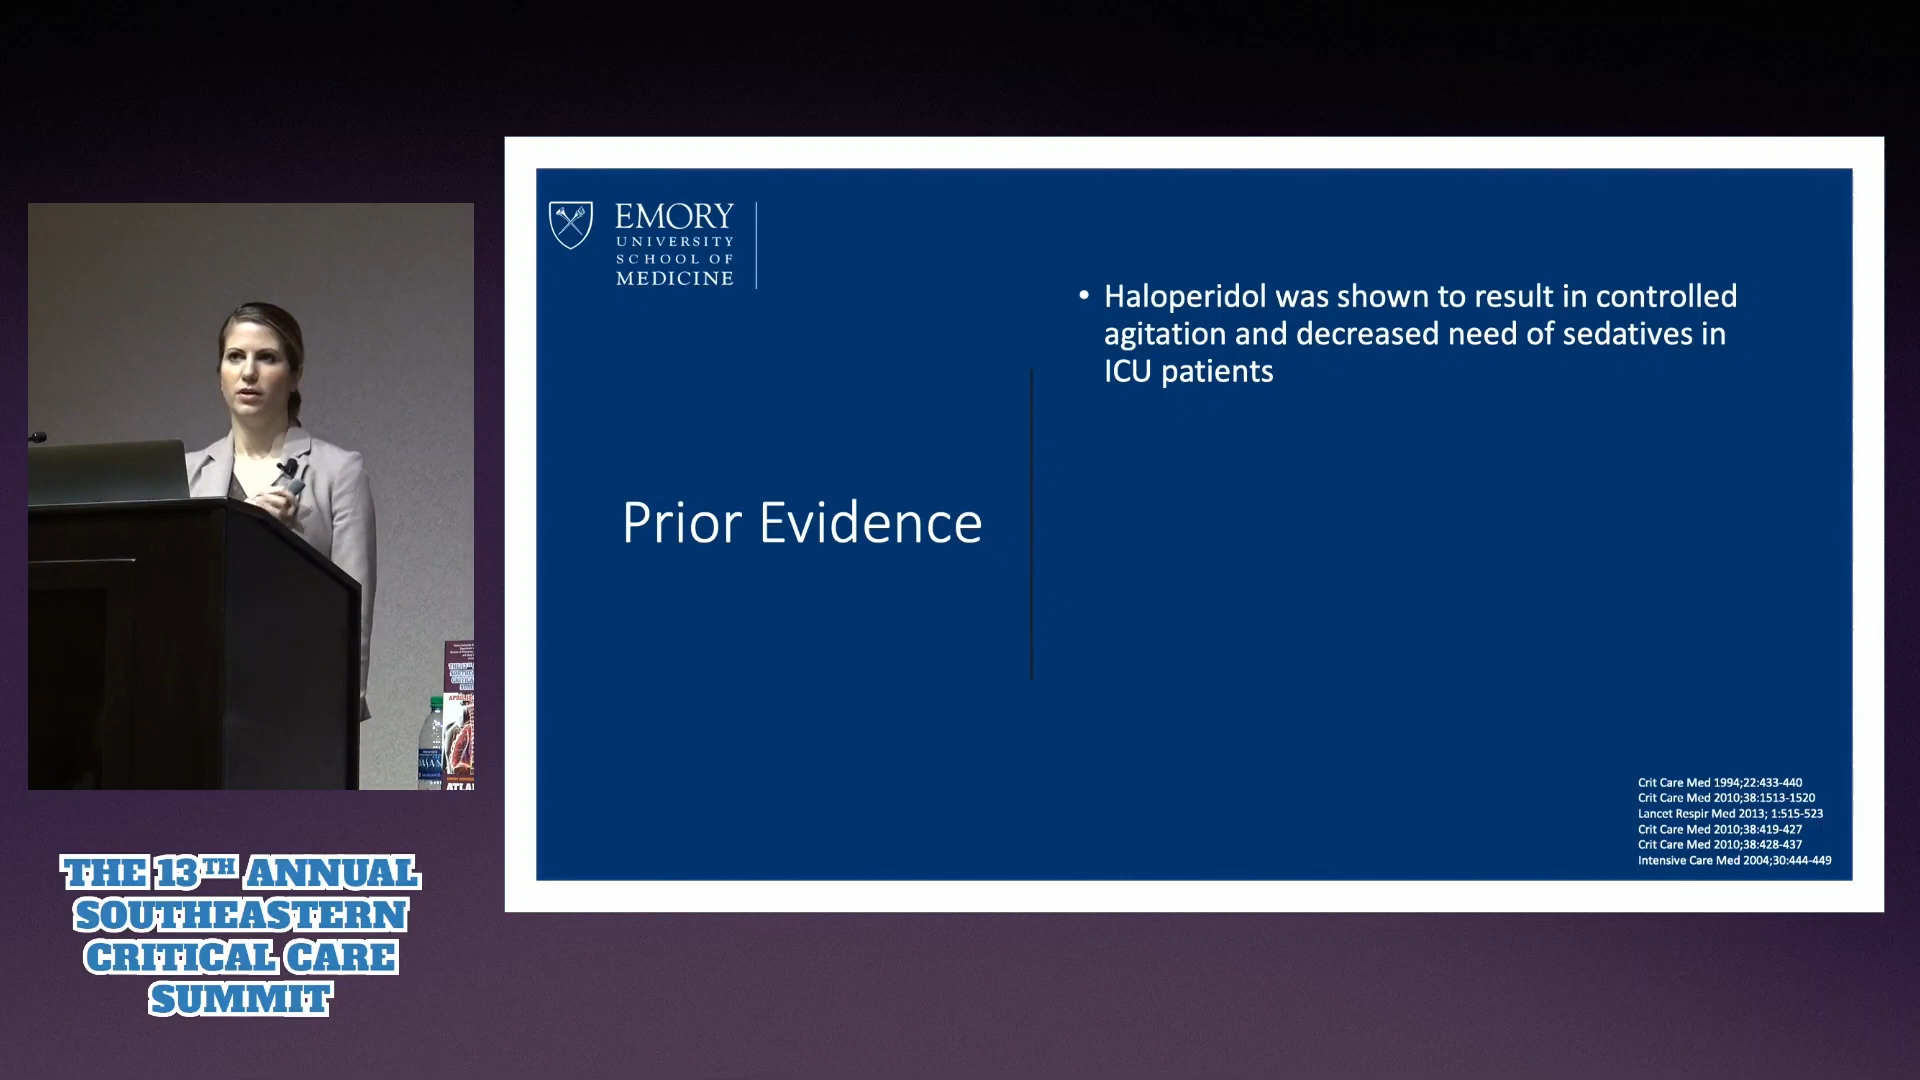 EMORY
UNIVERSITY
SCHOOL OF
MEDICINE
• Haloperidol was shown to result in controlled
agitation and decreased need of sedatives in
ICU patients
Prior Evidence
Crit Care Med 1994;22:433-440
Crit Care Med 2010;38:1513-1520
Lancet Respir Med 2013; 1:515-523
Crit Care Med 2010;38:419-427
Crit Care Med 2010;38:428-437
Intensive Care Med 2004;30:444-449
THE 13TH ANNUAL
SOUTHEASTERN
CRITICAL CARE
SUMMIT